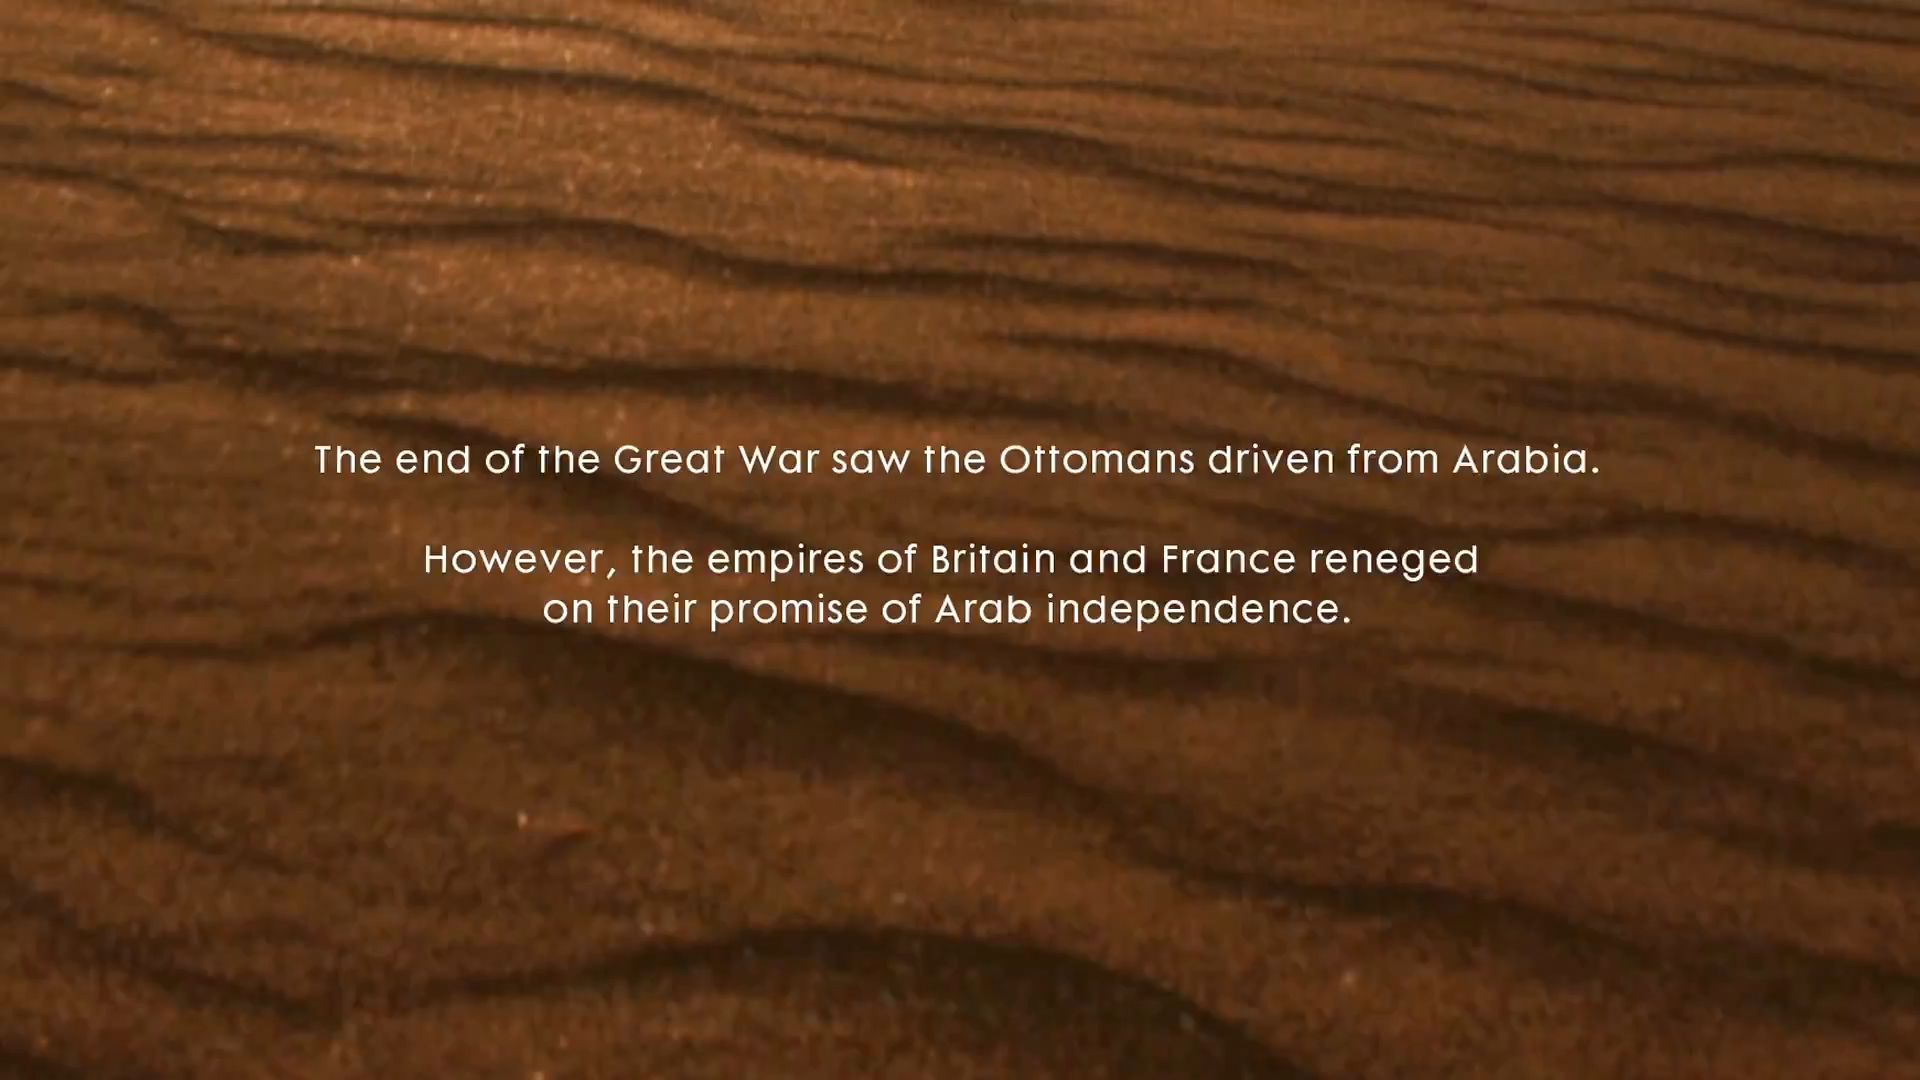 The end of the Great War saw the Ottomans driven from Arabia.
However, the empires of Britain and France reneged
on their promise of Arab independence.